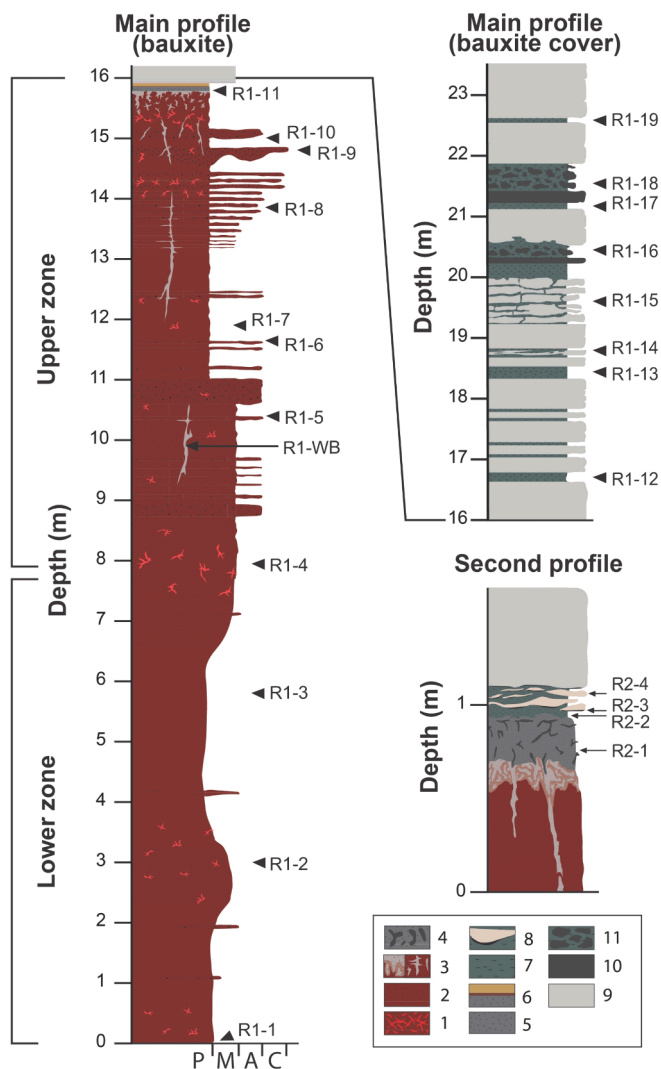 Main profile
(bauxite)
16
15
14
13
12
11
10
9
8
7
6
5
4
3
2
1
0
Depth (m)
Upper zone
Lower zone
R1-11
R1-10
R1-9
R1-8
R1-7
R1-6
R1-5
R1-WB
R1-4
R1-3
R1-2
R1-1
P M A C
Main profile
(bauxite cover)
23
22
21
20
19
18
17
16
Depth (m)
R1-19
R1-18
R1-17
R1-16
R1-15
R1-14
R1-13
R1-12
Second profile
1
0
Depth (m)
R2-4
R2-3
R2-2
R2-1
4 8 11
3 7 10
2 6 9
1 5